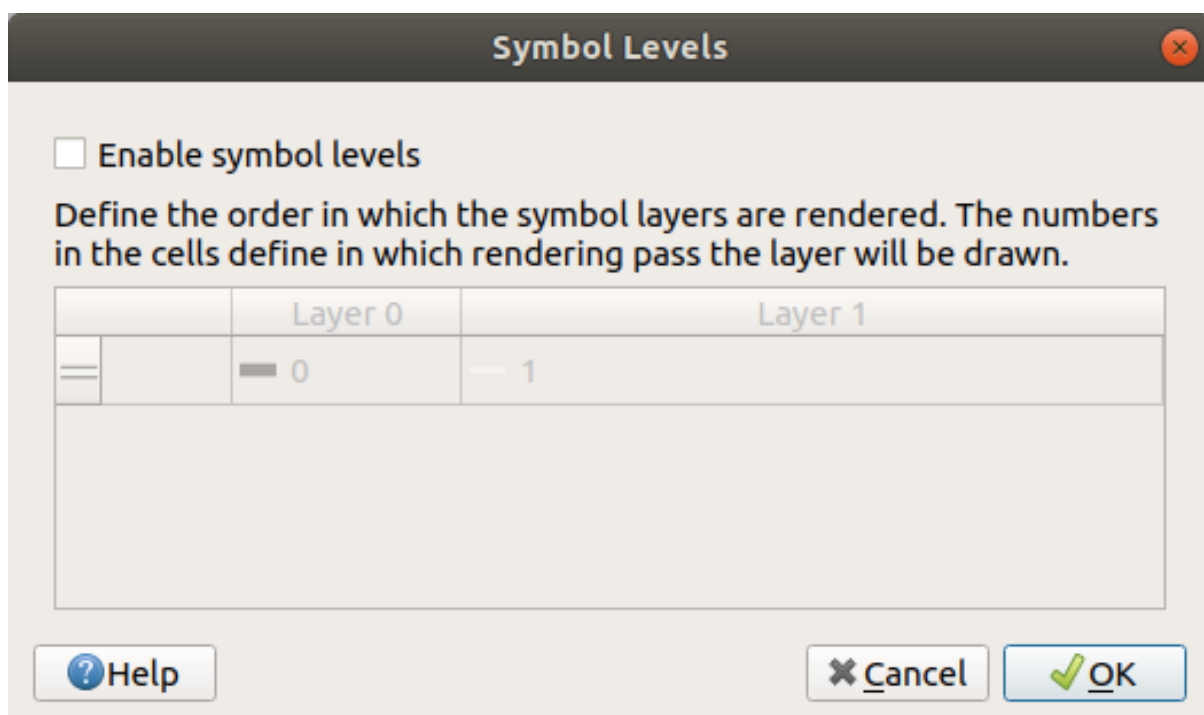 Symbol Levels
Enable symbol levels
Define the order in which the symbol layers are rendered. The numbers
in the cells define in which rendering pass the layer will be drawn.
Layer 0 Layer 1
0 1
Help Cancel OK